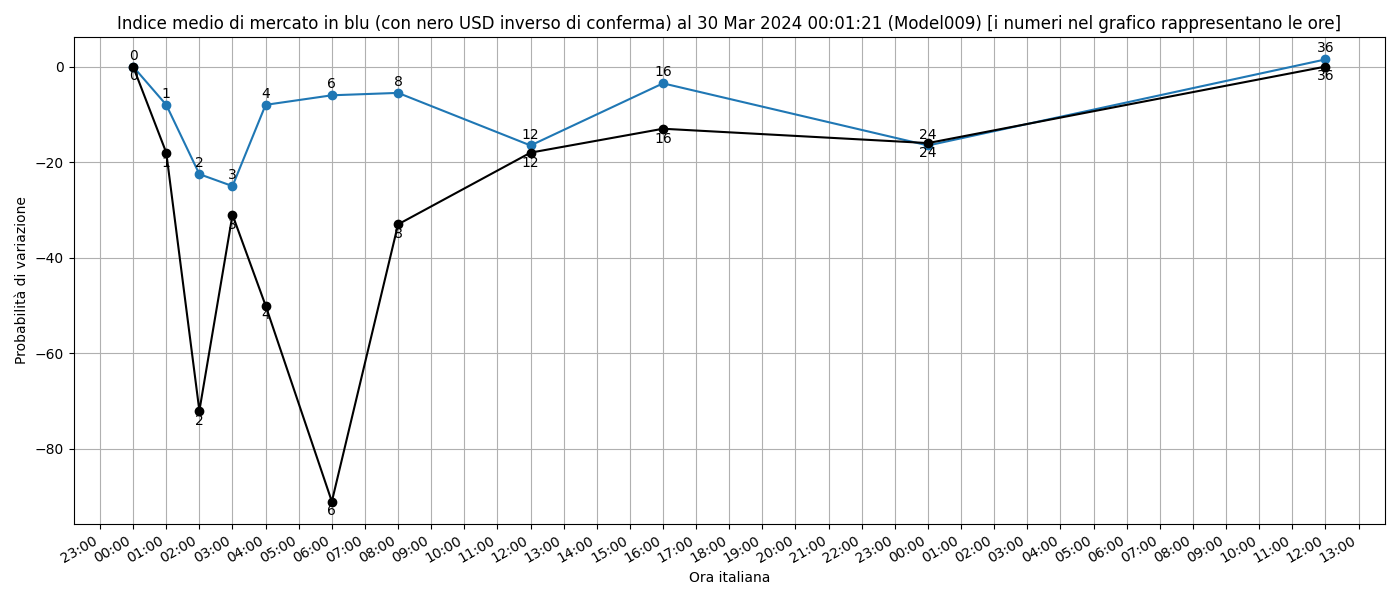 Indice medio di mercato in blu (con nero USD inverso di conferma) al 30 Mar 2024 00:01:21 (Model009) [i numeri nel grafico rappresentano le ore]
Probabilità di variazione
0
−20
−40
−60
−80
0 1 2 3 4 6 8 12 16 24 36
0 1 2 3 4 6 8 12 16 24 36
23:00 00:00 01:00 02:00 03:00 04:00 05:00 06:00 07:00 08:00 09:00 10:00 11:00 12:00 13:00 14:00 15:00 16:00 17:00 18:00 19:00 20:00 21:00 22:00 23:00 00:00 01:00 02:00 03:00 04:00 05:00 06:00 07:00 08:00 09:00 10:00 11:00 12:00 13:00
Ora italiana